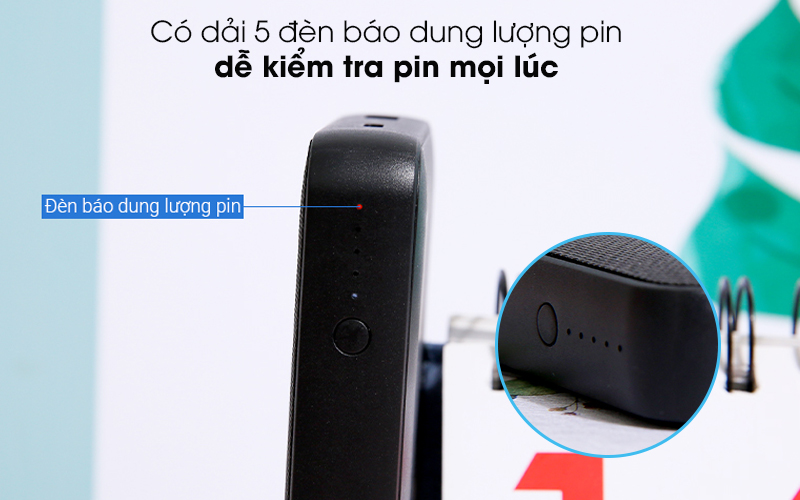 Có dải 5 đèn báo dung lượng pin
dễ kiểm tra pin mọi lúc
Đèn báo dung lượng pin